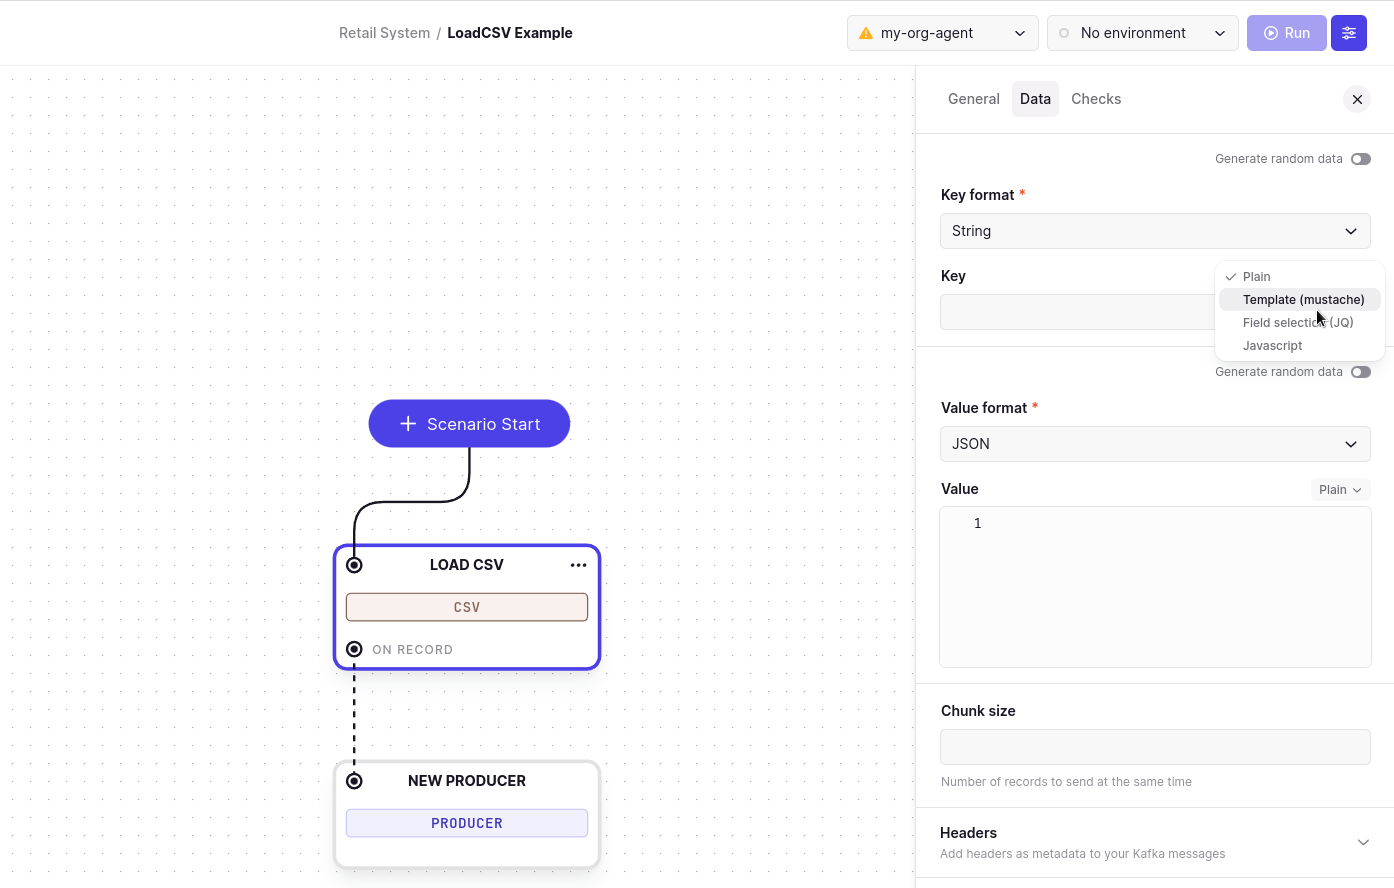 Retail System / LoadCSV Example
my-org-agent
No environment
Run
General
Data
Checks
Generate random data
Key format *
String
Key
Plain
Template (mustache)
Field selection (JQ)
Javascript
Generate random data
Value format *
JSON
Value
Plain
1
Chunk size
Number of records to send at the same time
Headers
Add headers as metadata to your Kafka messages
Scenario Start
LOAD CSV
CSV
ON RECORD
NEW PRODUCER
PRODUCER